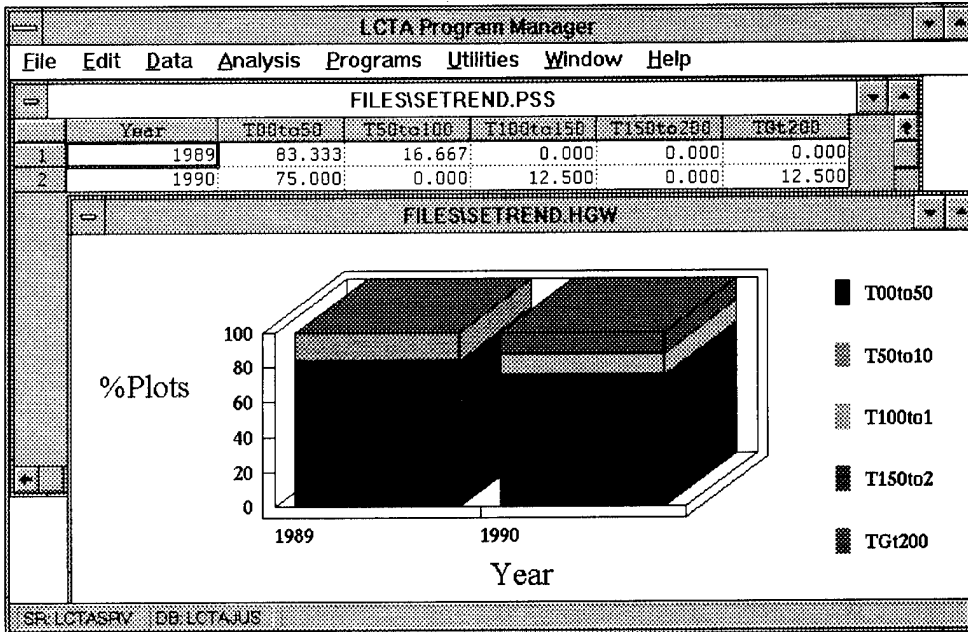 LCTA Program Manager
File Edit Data Analysis Programs Utilities Window Help
FILES\SETREND.PSS
Year T00to50 T50to100 T100to150 T150to200 TGt200
1 1989 83.333 16.667 0.000 0.000 0.000
2 1990 75.000 0.000 12.500 0.000 12.500
FILES\SETREND.HGW
%Plots
100
80
60
40
20
0
1989 1990
Year
T00to50
T50to10
T100to1
T150to2
TGt200
SR:LCTASRV DB:LCTAJUS